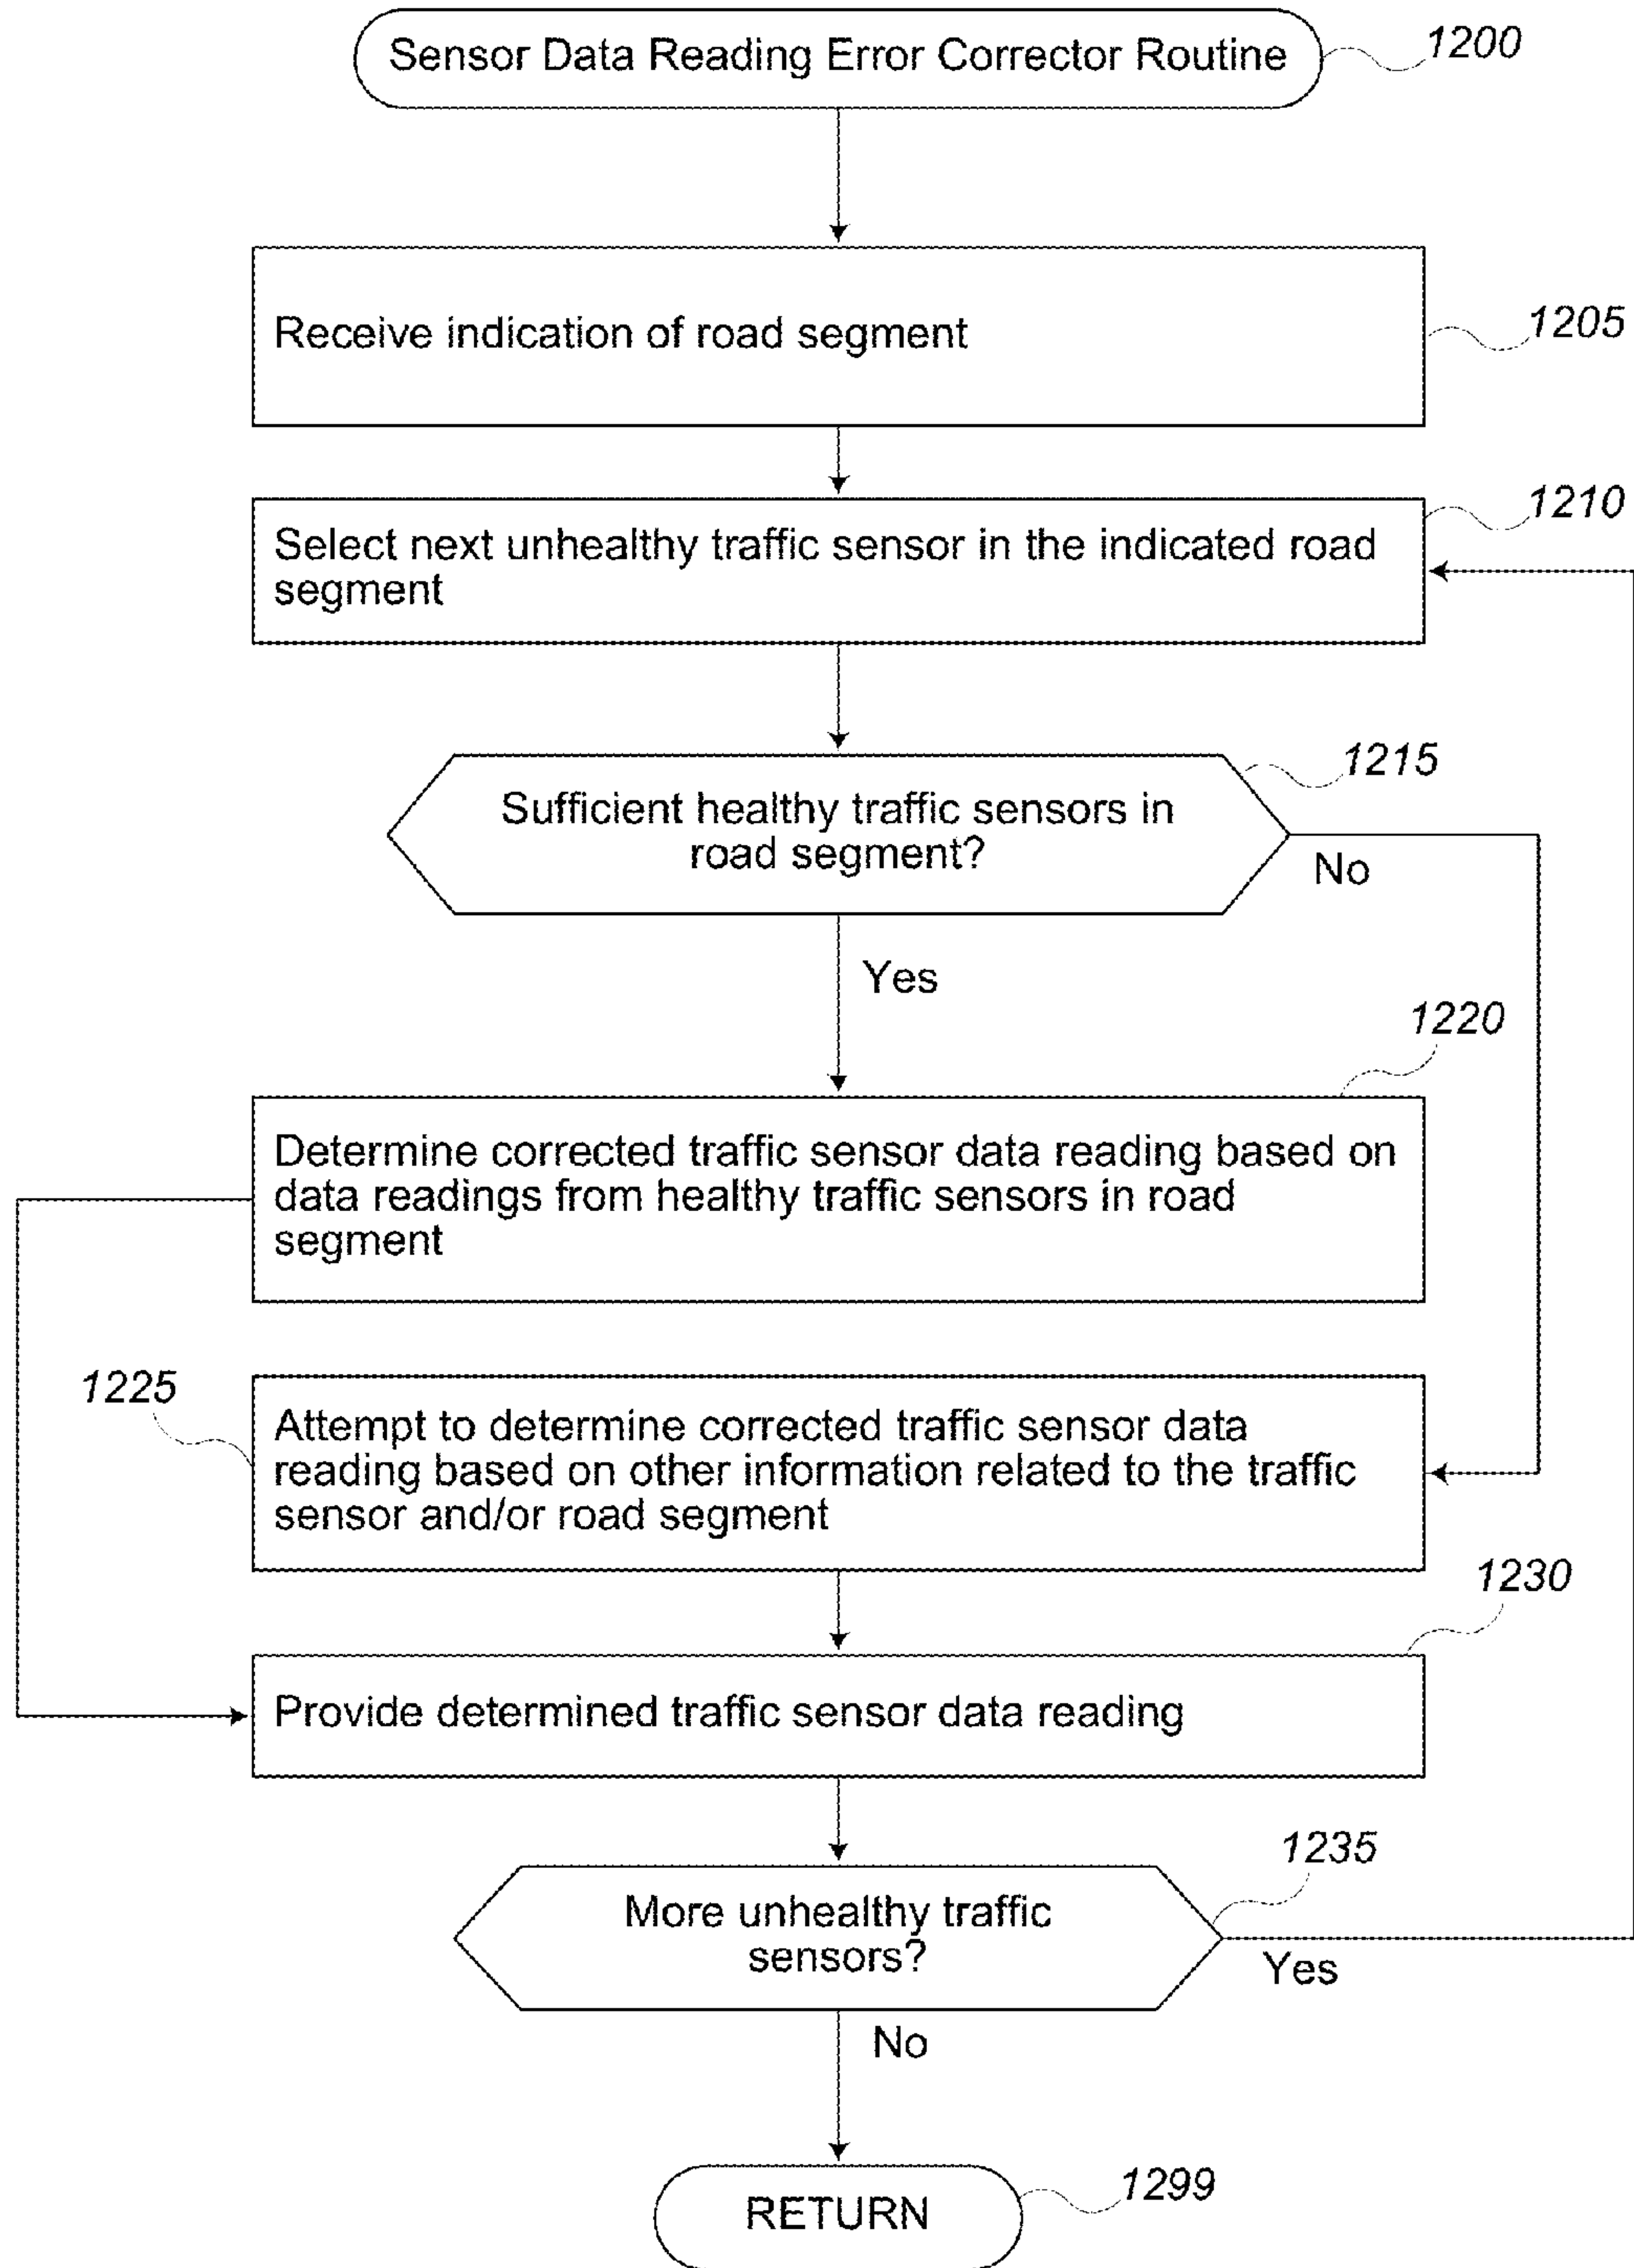 Sensor Data Reading Error Corrector Routine
1200
Receive indication of road segment
1205
1210
Select next unhealthy traffic sensor in the indicated road
segment
1215
Sufficient healthy traffic sensors in
road segment?
No
Yes
1220
Determine corrected traffic sensor data reading based on
data readings from healthy traffic sensors in road
segment
1225
Attempt to determine corrected traffic sensor data
reading based on other information related to the traffic
sensor and/or road segment
1230
Provide determined traffic sensor data reading
1235
More unhealthy traffic
sensors?
Yes
No
1299
RETURN